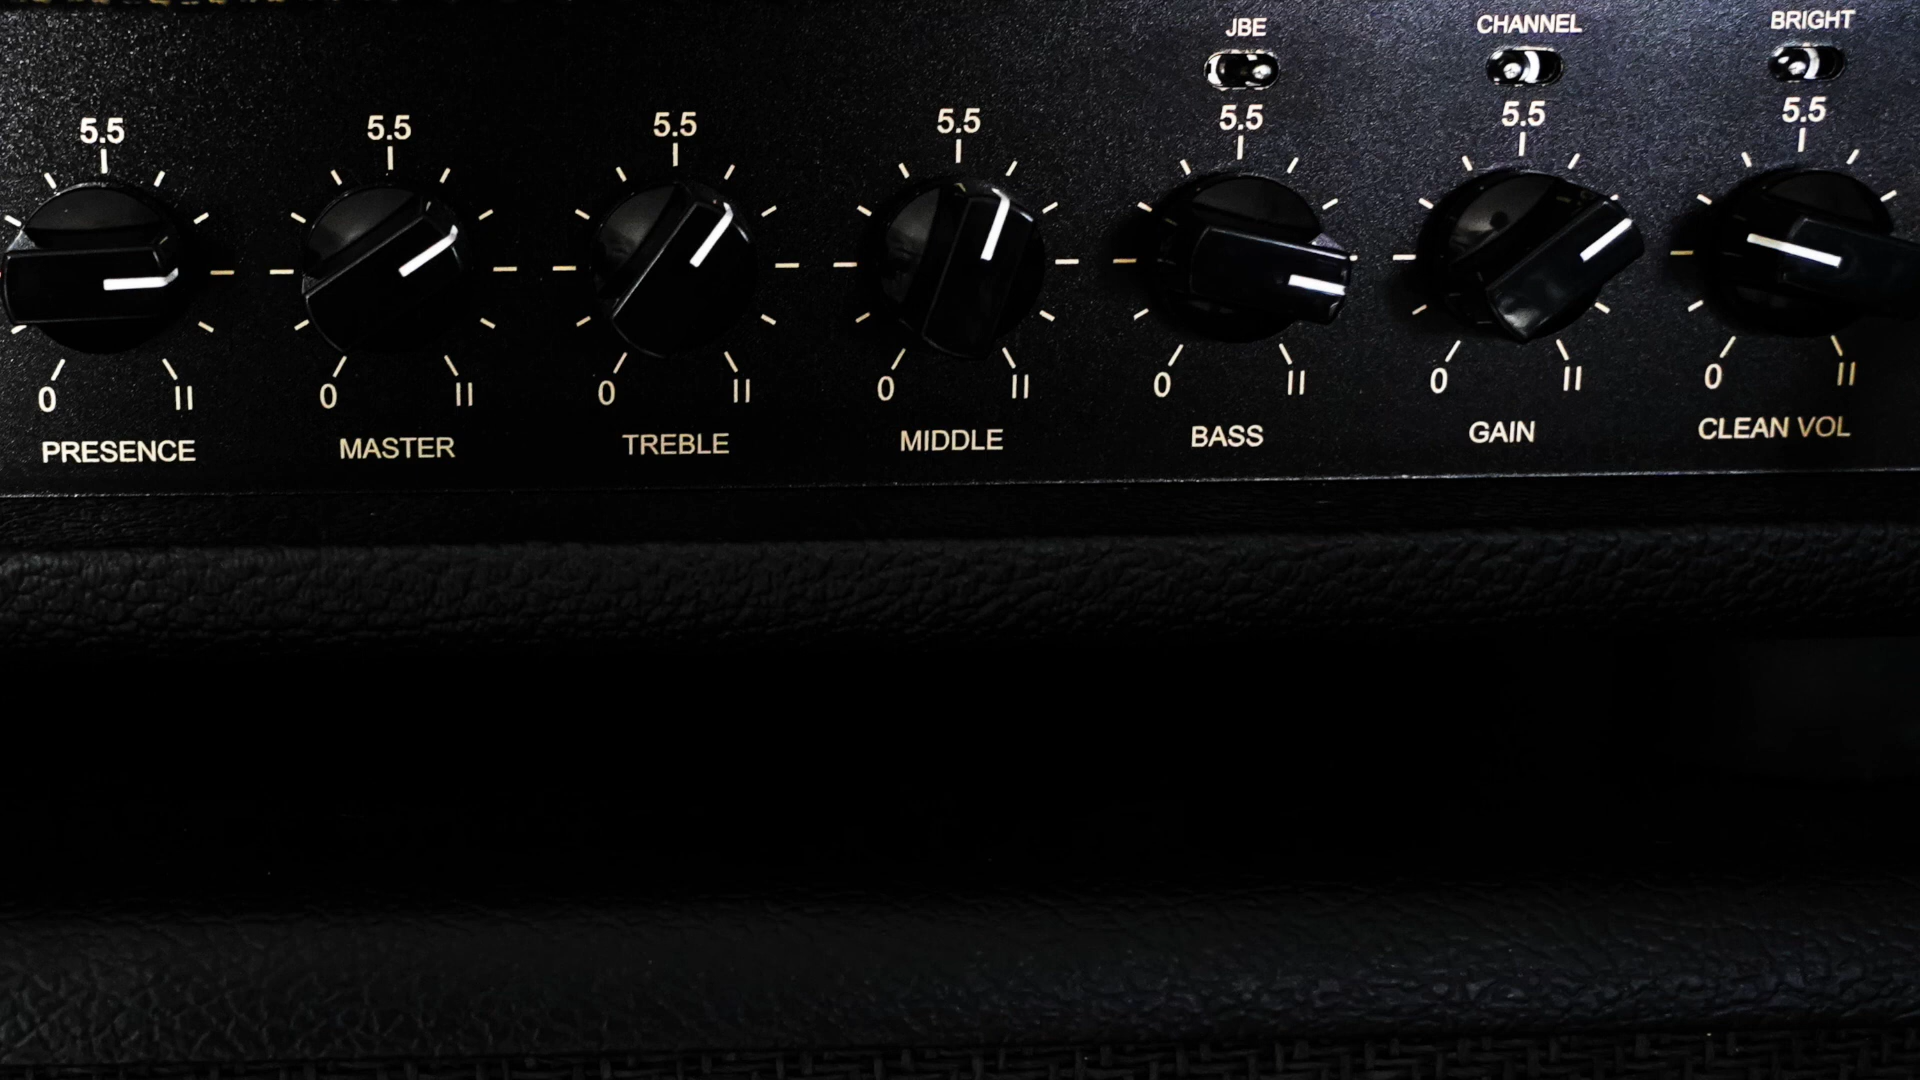 JBE CHANNEL BRIGHT
5.5 5.5 5.5 5.5 5.5 5.5 5.5
0 11 0 11 0 11 0 11 0 11 0 11 0 11
PRESENCE MASTER TREBLE MIDDLE BASS GAIN CLEAN VOL